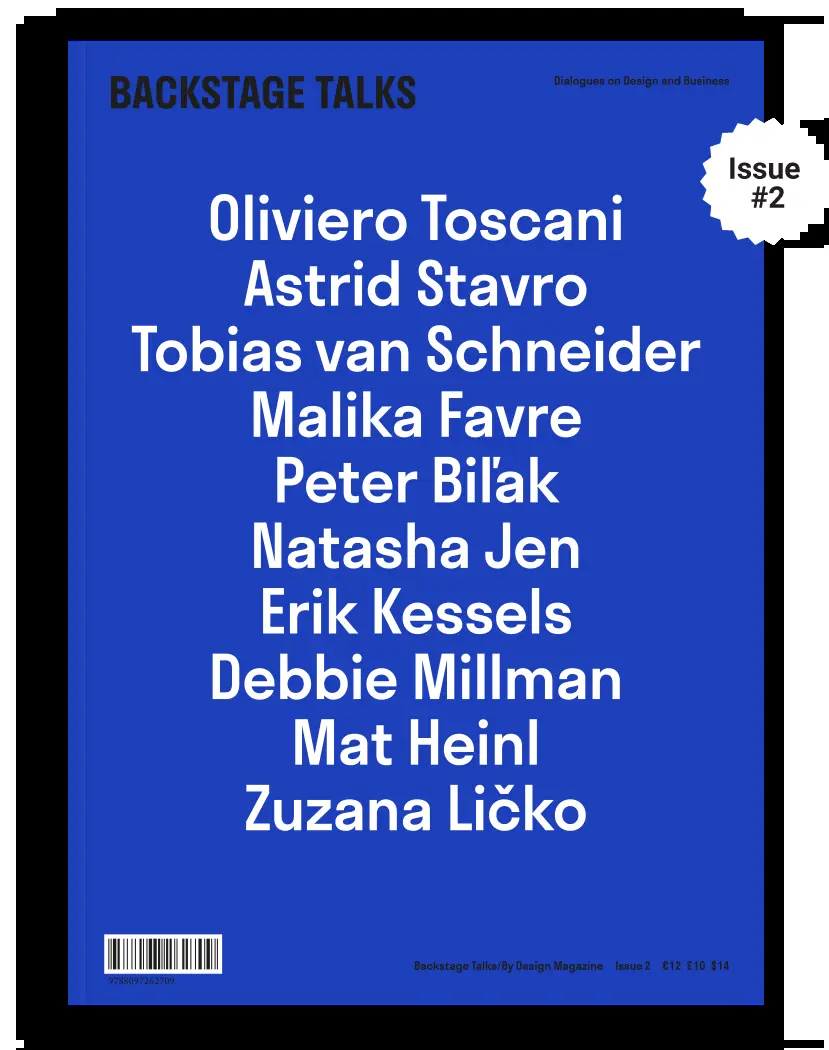 BACKSTAGE TALKS
Dialogues on Design and Business
Issue
#2
Oliviero Toscani
Astrid Stavro
Tobias van Schneider
Malika Favre
Peter Biľak
Natasha Jen
Erik Kessels
Debbie Millman
Mat Heinl
Zuzana Ličko
9788097262709
Backstage Talks/By Design Magazine Issue 2 €12 £10 $14